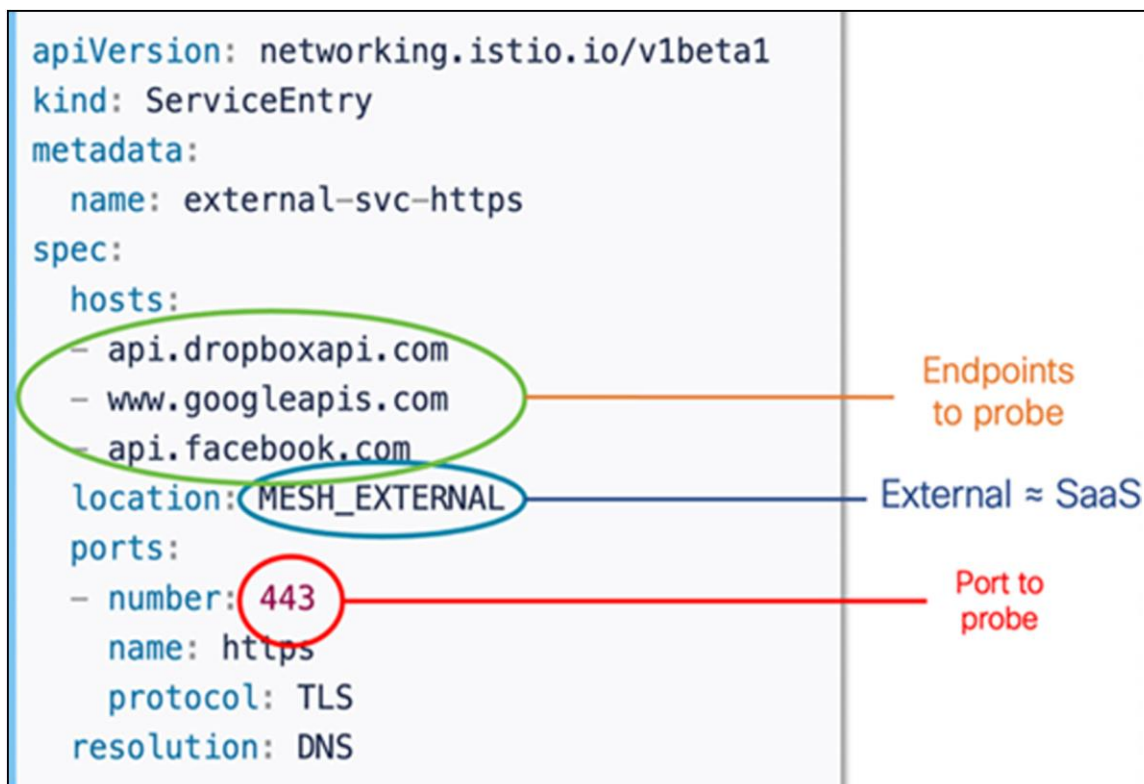 apiVersion: networking.istio.io/v1beta1
kind: ServiceEntry
metadata:
  name: external-svc-https
spec:
  hosts:
  - api.dropboxapi.com
  - www.googleapis.com
  - api.facebook.com
  location: MESH_EXTERNAL
  ports:
  - number: 443
    name: https
    protocol: TLS
  resolution: DNS
Endpoints
to probe
External ≈ SaaS
Port to
probe